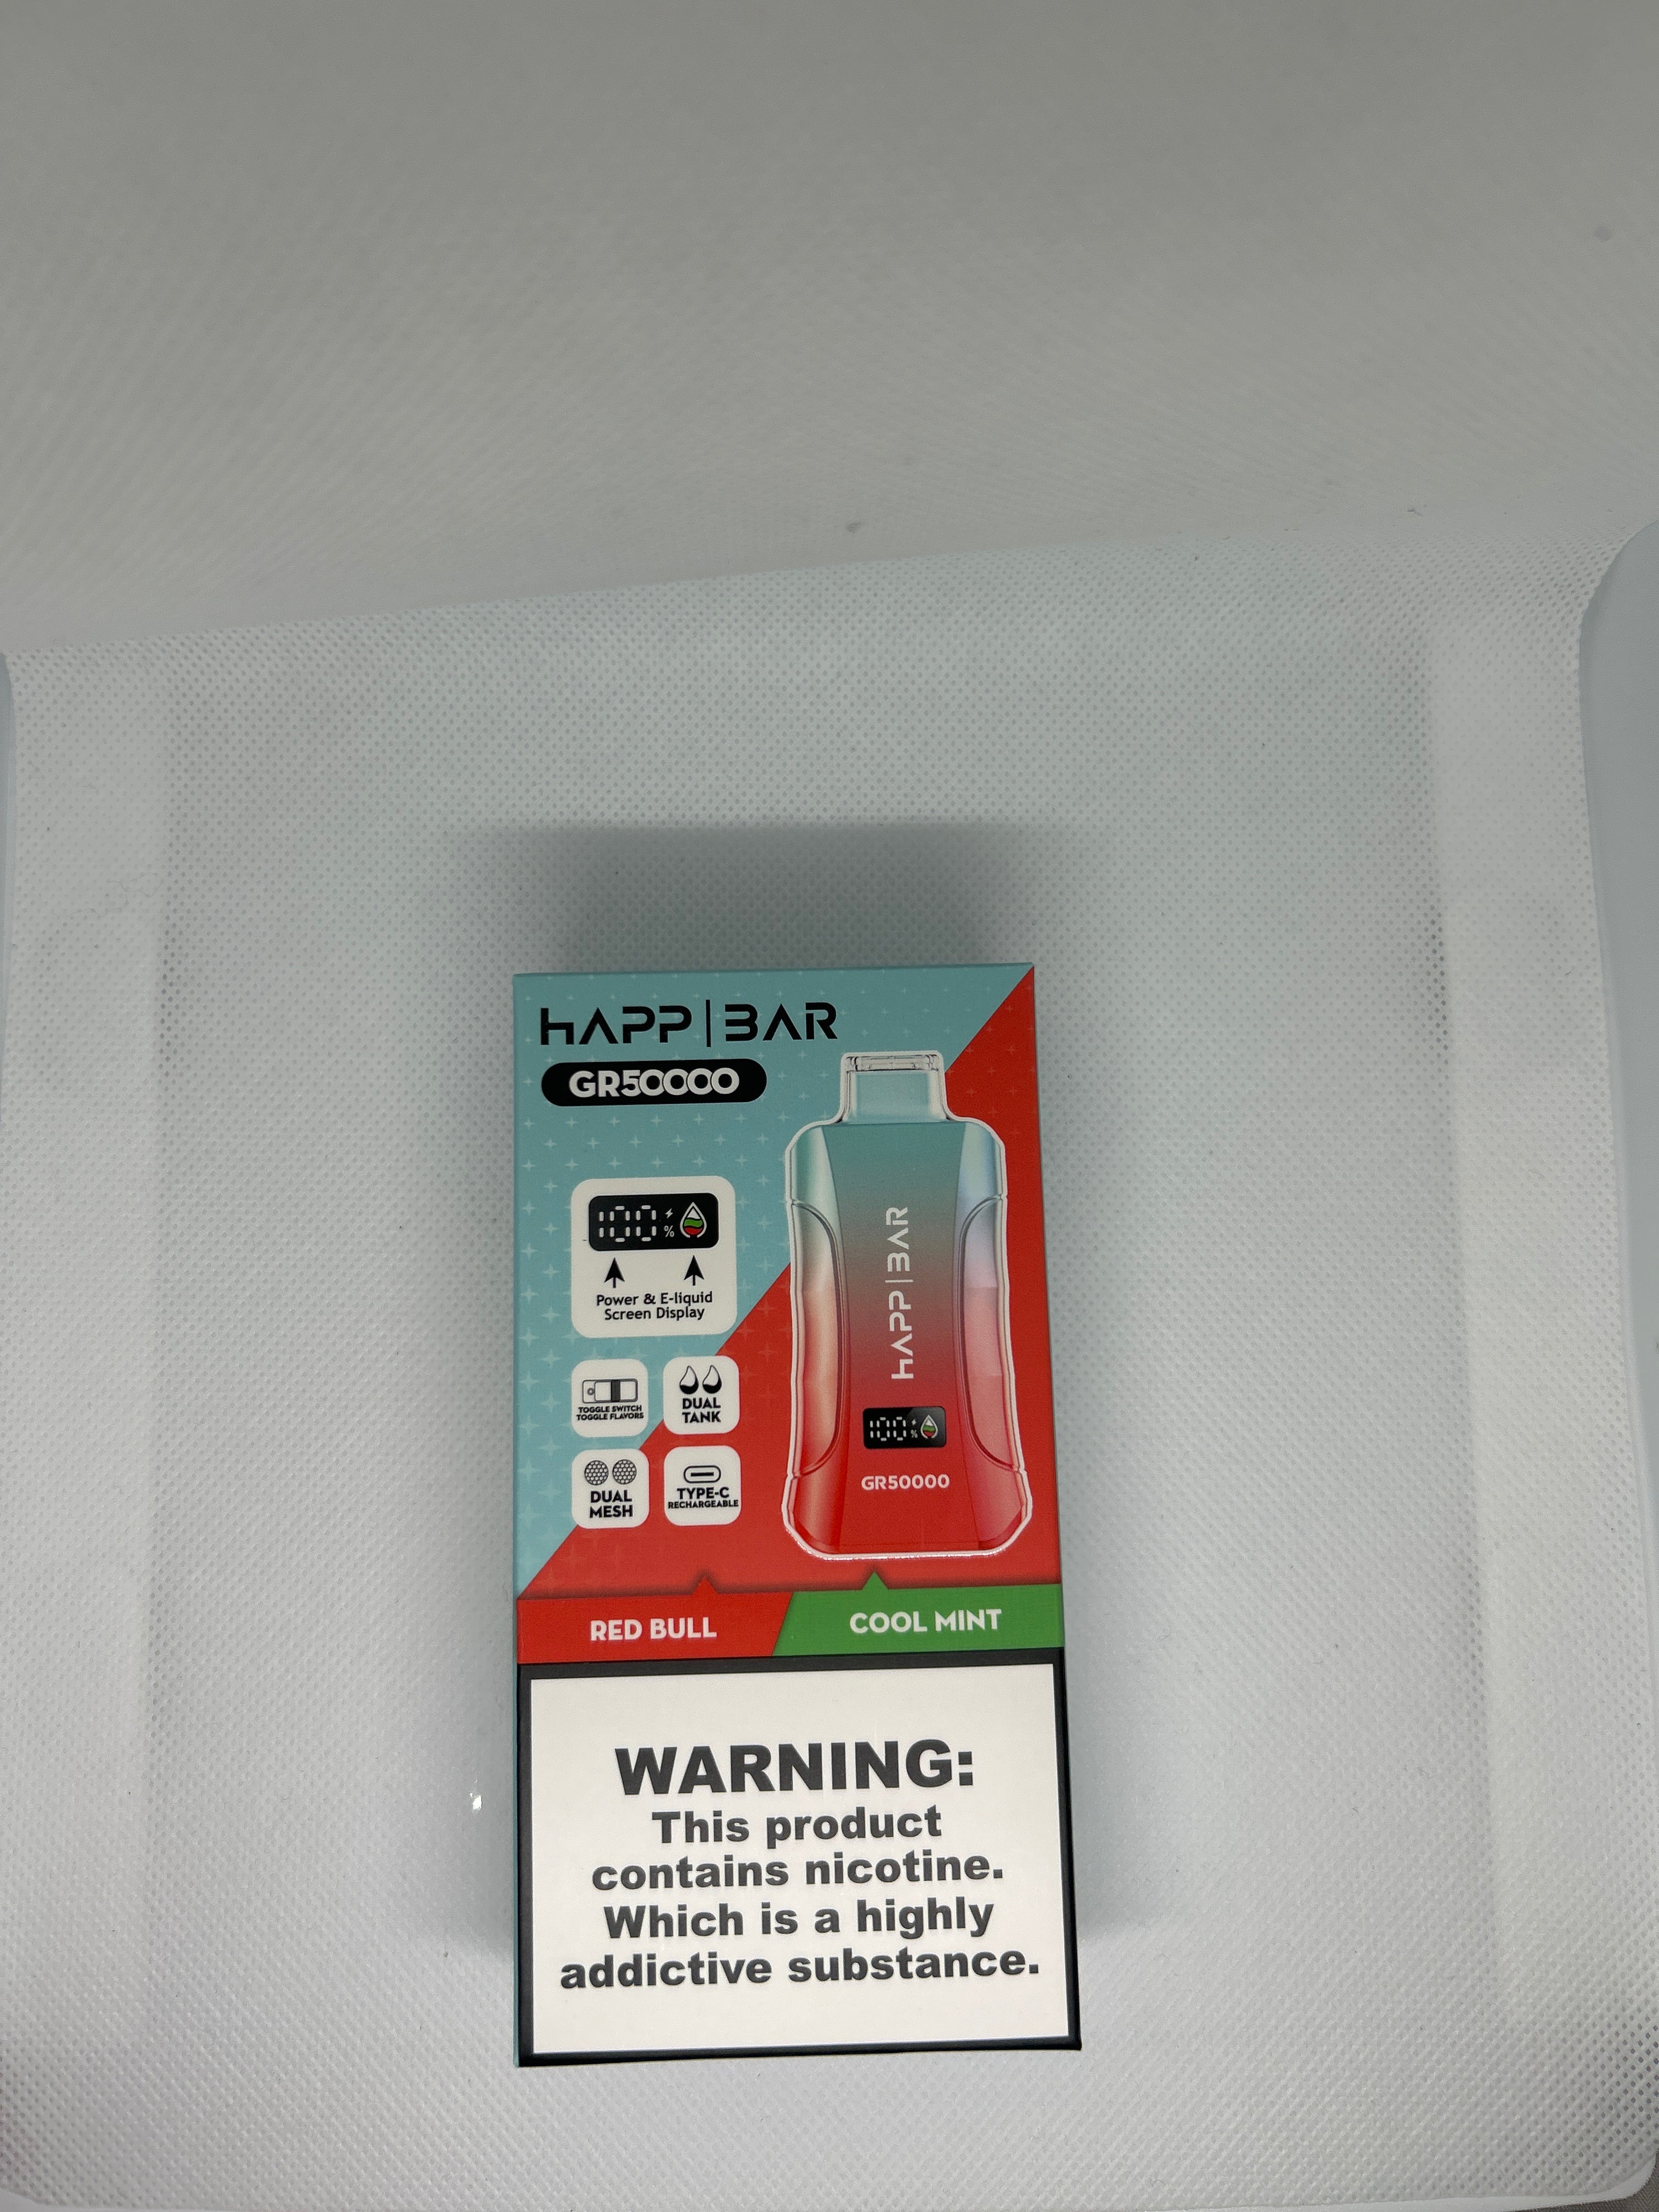 HAPP|BAR
GR50000
100 %
Power & E-liquid
Screen Display
TOGGLE SWITCH
TOGGLE FLAVORS
DUAL
TANK
DUAL
MESH
TYPE-C
RECHARGEABLE
HAPP|BAR
100 %
GR50000
RED BULL
COOL MINT
WARNING:
This product
contains nicotine.
Which is a highly
addictive substance.